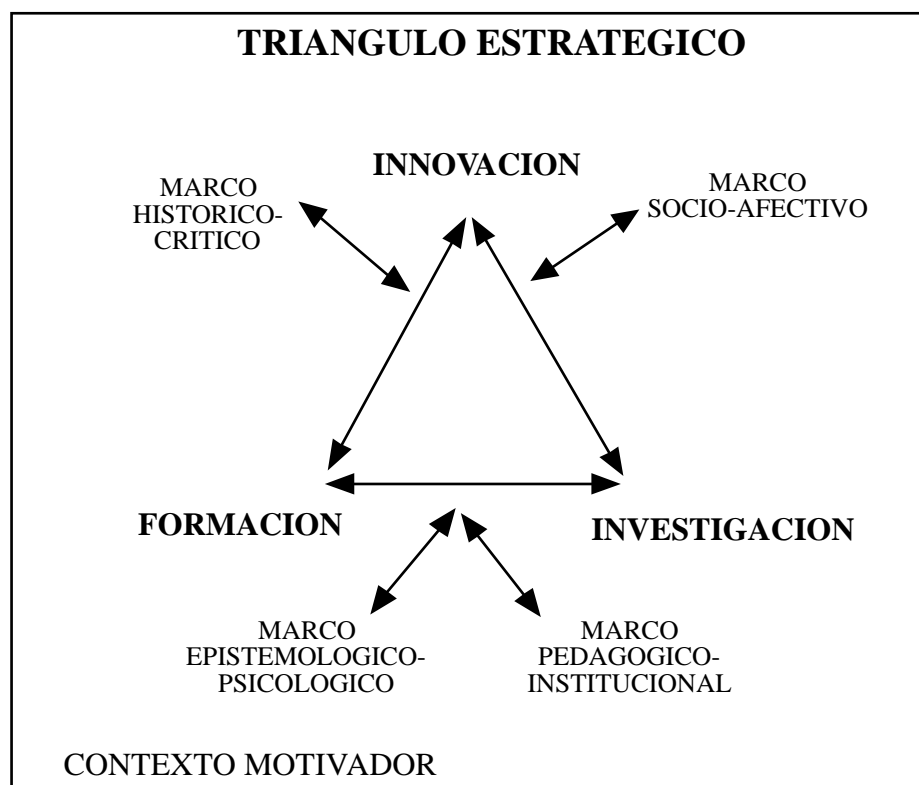 TRIANGULO ESTRATEGICO
INNOVACION
MARCO
HISTORICO-
CRITICO
MARCO
SOCIO-AFECTIVO
FORMACION
INVESTIGACION
MARCO
EPISTEMOLOGICO-
PSICOLOGICO
MARCO
PEDAGOGICO-
INSTITUCIONAL
CONTEXTO MOTIVADOR